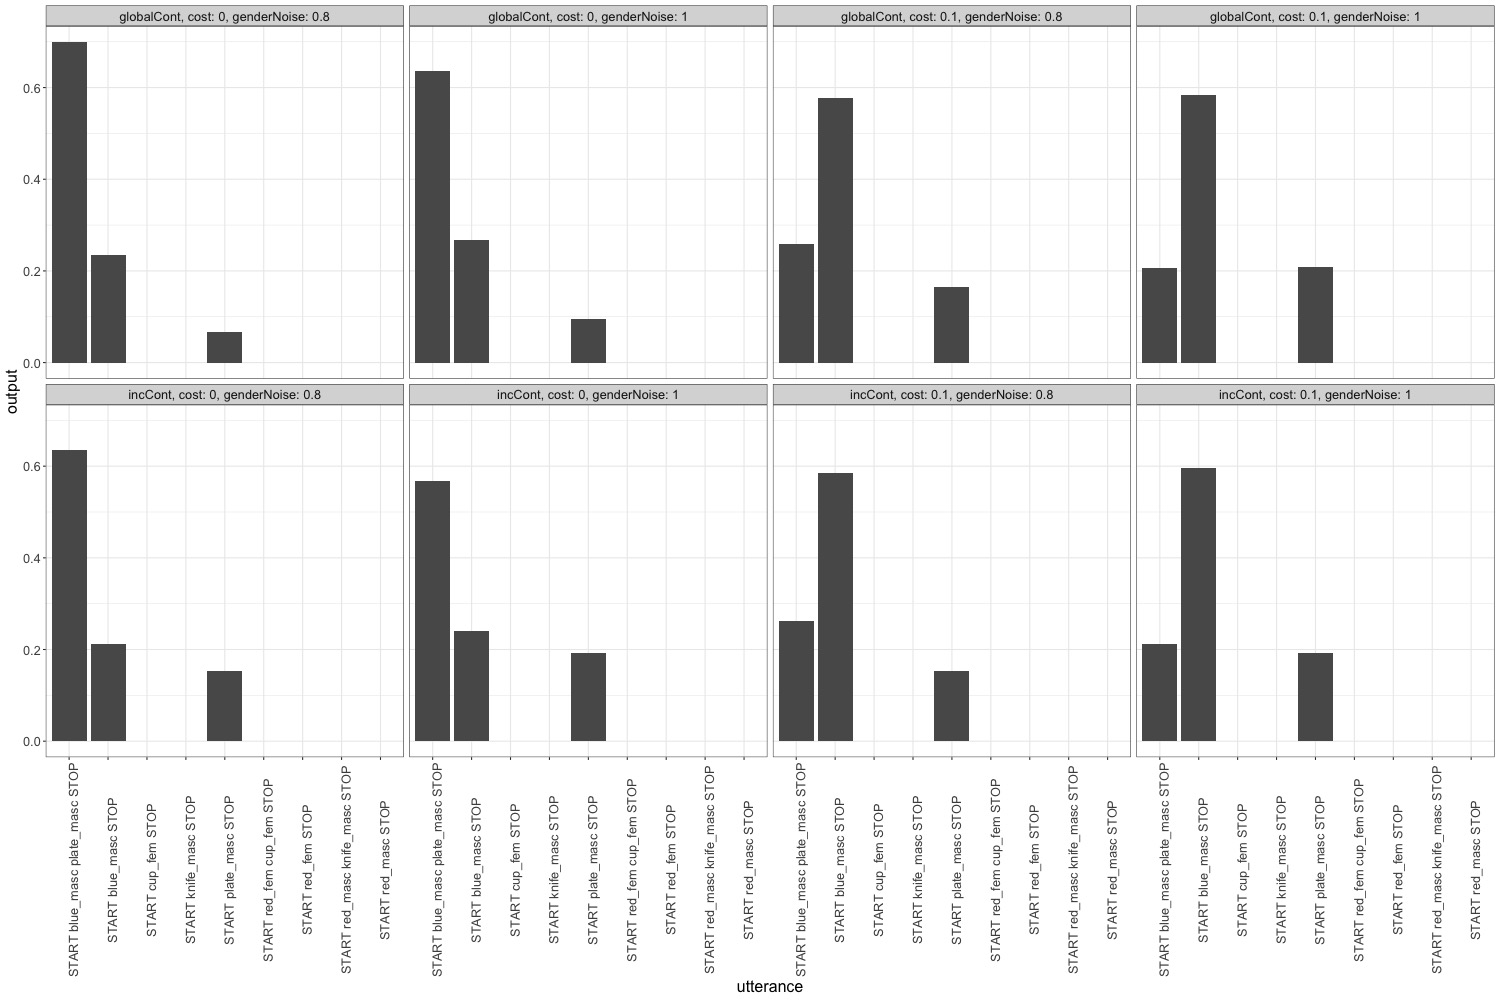 globalCont, cost: 0, genderNoise: 0.8
globalCont, cost: 0, genderNoise: 1
globalCont, cost: 0.1, genderNoise: 0.8
globalCont, cost: 0.1, genderNoise: 1
0.6
0.4
0.2
0.0
output
incCont, cost: 0, genderNoise: 0.8
incCont, cost: 0, genderNoise: 1
incCont, cost: 0.1, genderNoise: 0.8
incCont, cost: 0.1, genderNoise: 1
0.6
0.4
0.2
0.0
START blue_masc plate_masc STOP
START blue_masc STOP
START cup_fem STOP
START knife_masc STOP
START plate_masc STOP
START red_fem cup_fem STOP
START red_fem STOP
START red_masc knife_masc STOP
START red_masc STOP
START blue_masc plate_masc STOP
START blue_masc STOP
START cup_fem STOP
START knife_masc STOP
START plate_masc STOP
START red_fem cup_fem STOP
START red_fem STOP
START red_masc knife_masc STOP
START red_masc STOP
START blue_masc plate_masc STOP
START blue_masc STOP
START cup_fem STOP
START knife_masc STOP
START plate_masc STOP
START red_fem cup_fem STOP
START red_fem STOP
START red_masc knife_masc STOP
START red_masc STOP
START blue_masc plate_masc STOP
START blue_masc STOP
START cup_fem STOP
START knife_masc STOP
START plate_masc STOP
START red_fem cup_fem STOP
START red_fem STOP
START red_masc knife_masc STOP
START red_masc STOP
utterance